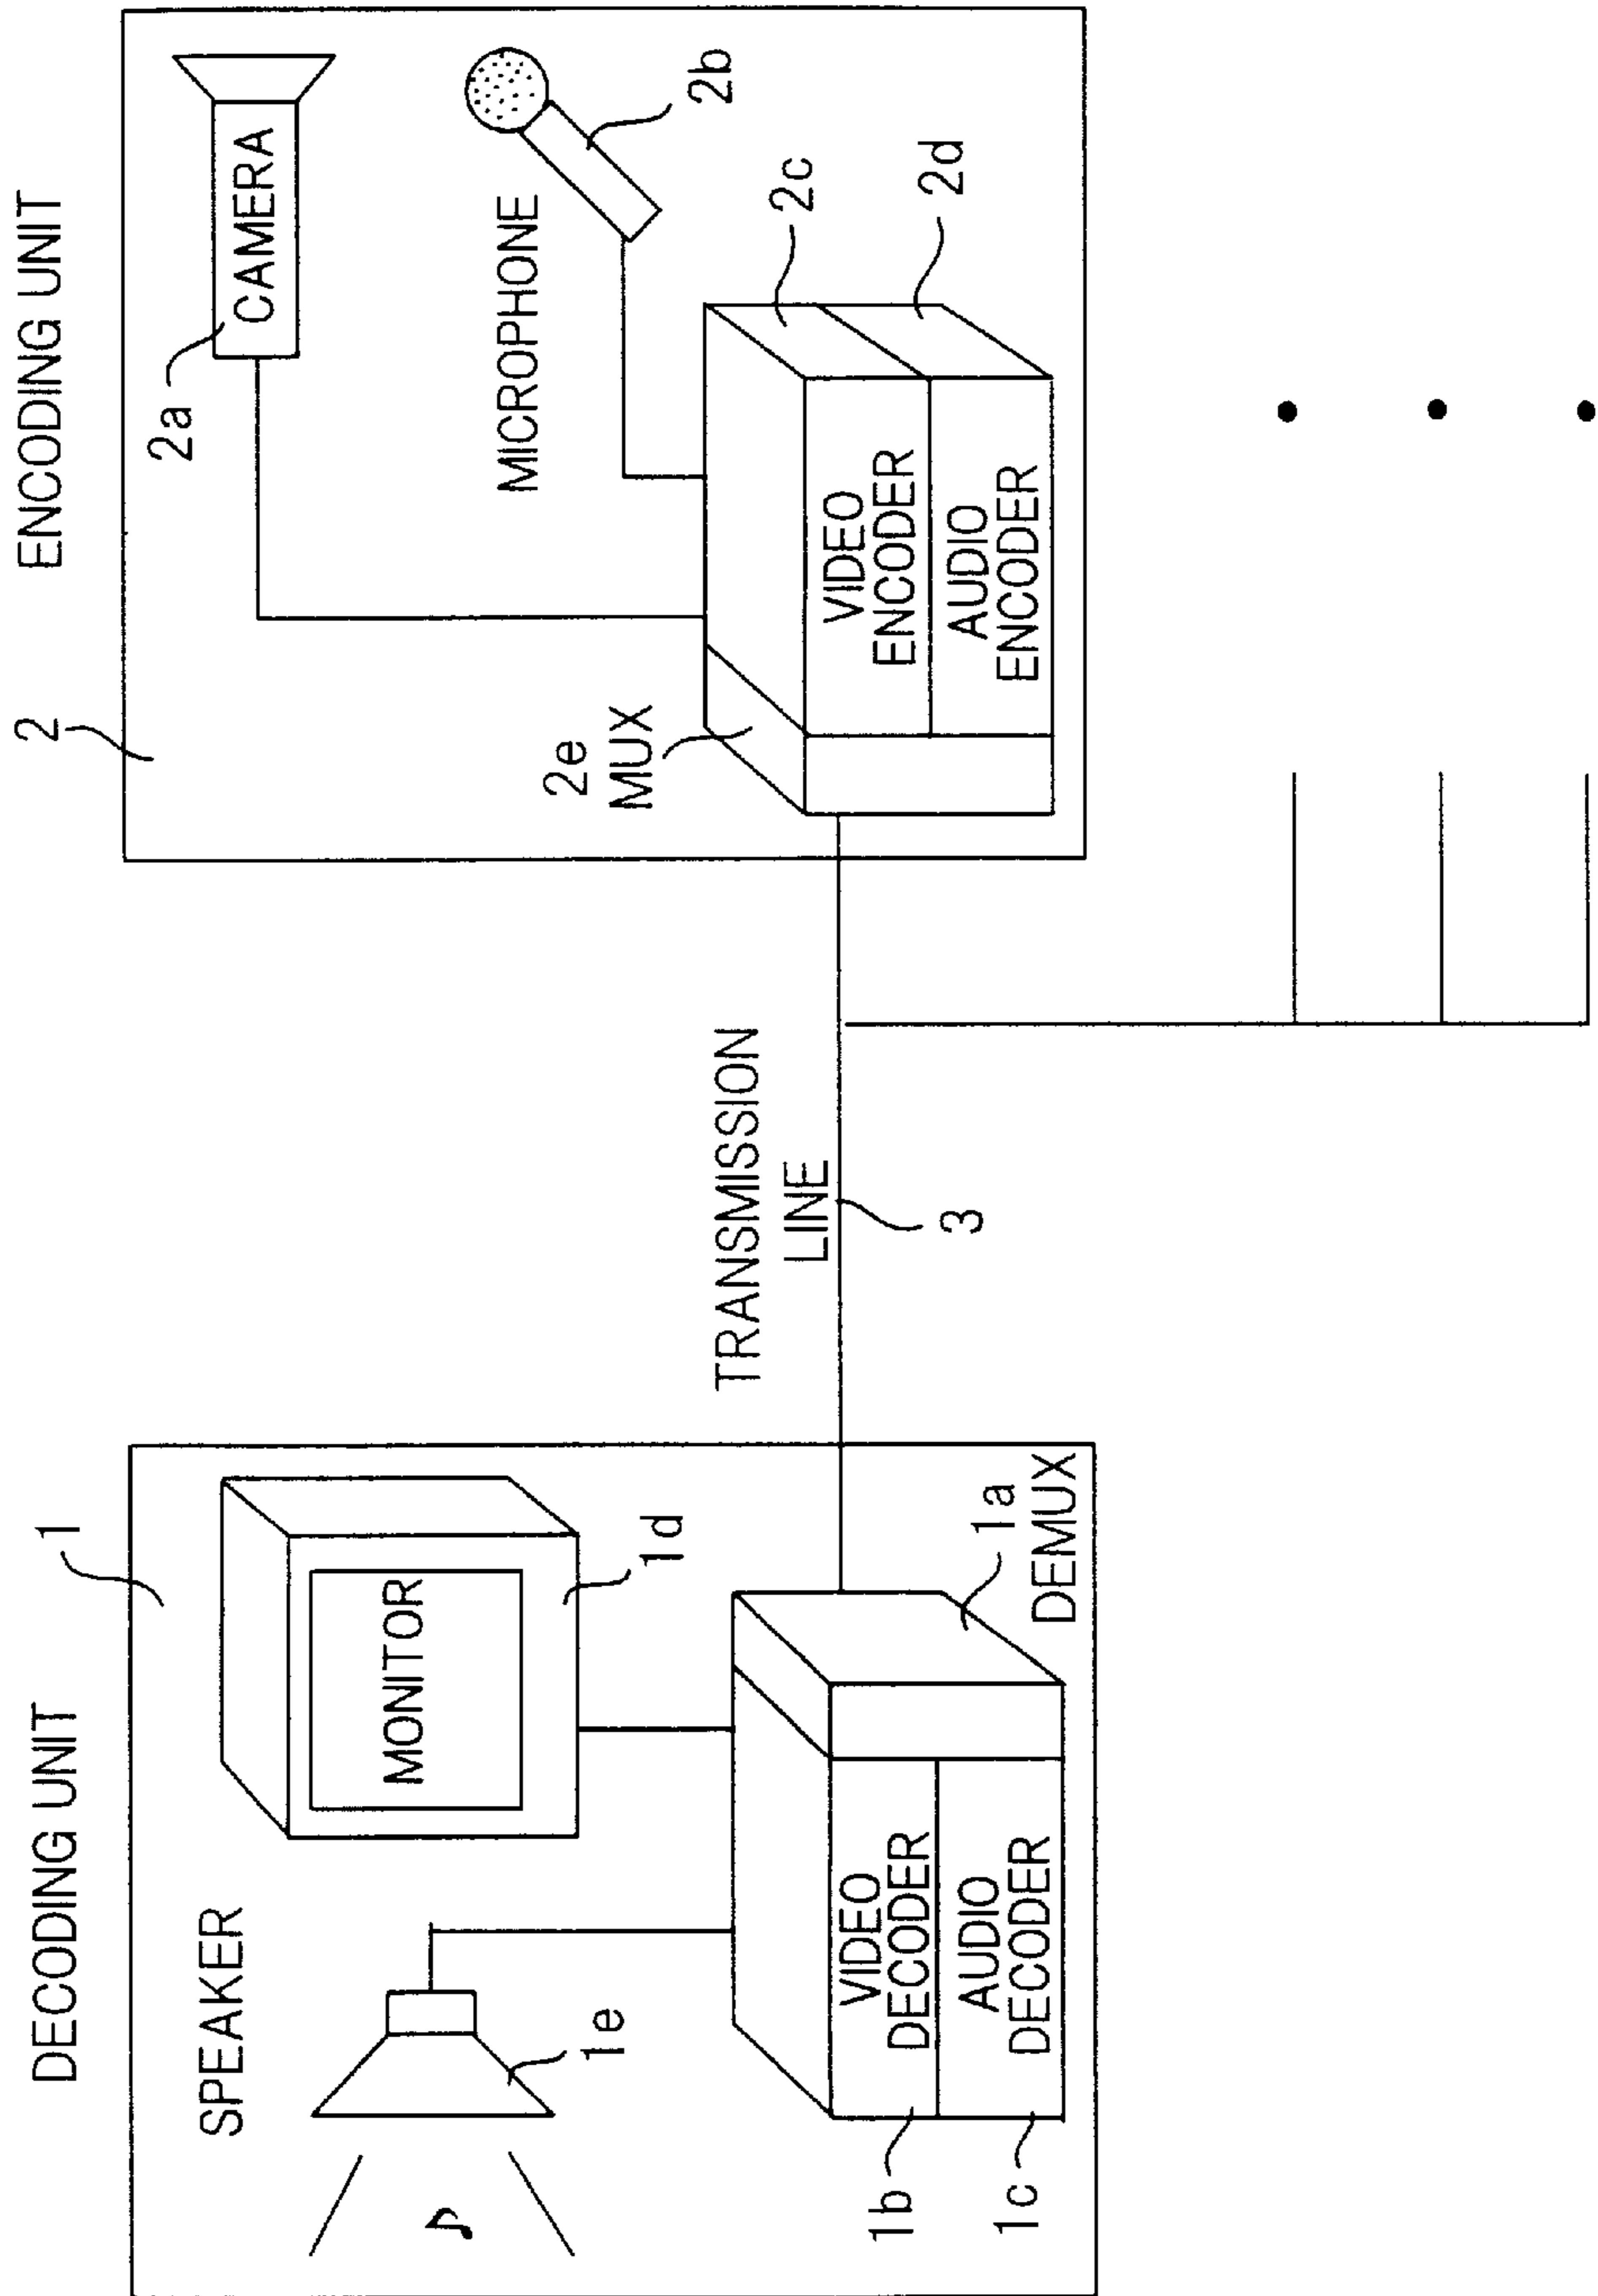 DECODING UNIT
1
SPEAKER
1e
MONITOR
1d
VIDEO
DECODER
AUDIO
DECODER
1b
1c
1a
DEMUX
TRANSMISSION
LINE
3
ENCODING UNIT
2
2a
CAMERA
MICROPHONE
2b
2e
MUX
VIDEO
ENCODER
AUDIO
ENCODER
2c
2d